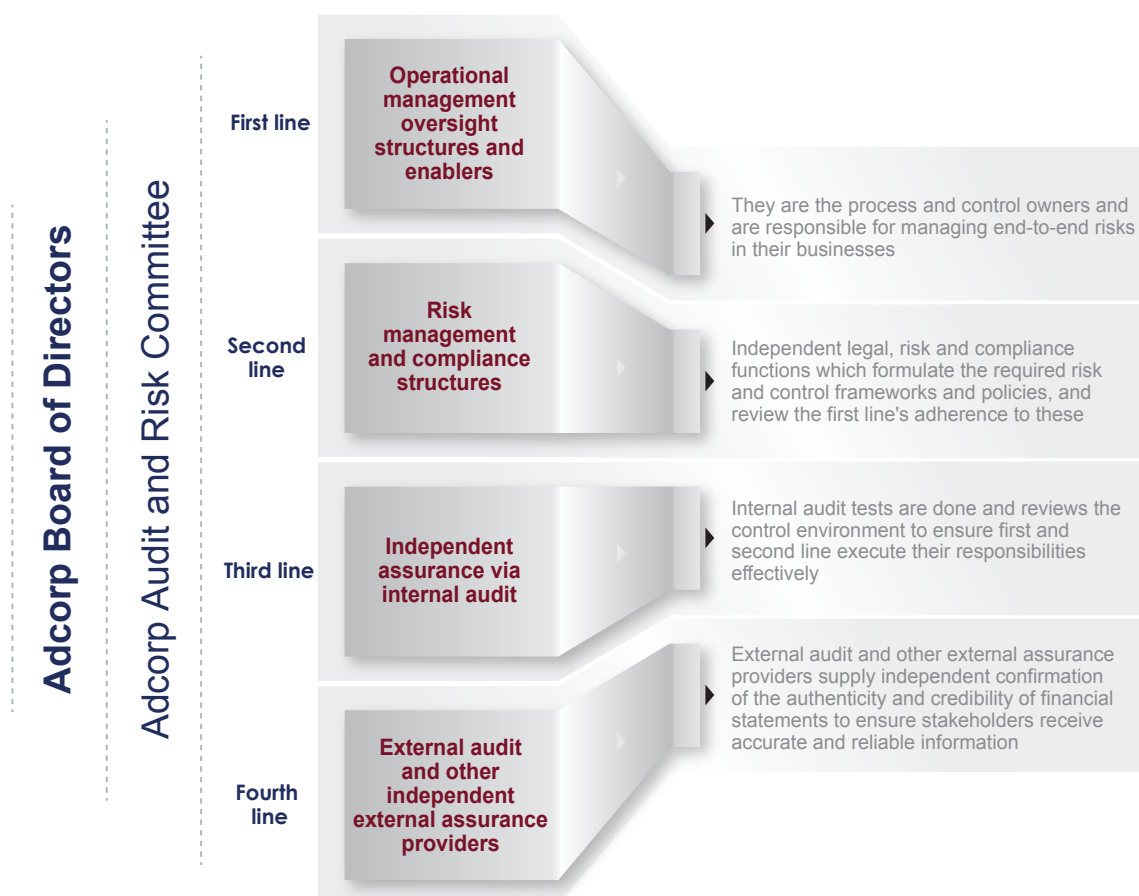 Adcorp Board of Directors
Adcorp Audit and Risk Committee
First line
Operational
management
oversight
structures and
enablers
They are the process and control owners and
are responsible for managing end-to-end risks
in their businesses
Second
line
Risk
management
and compliance
structures
Independent legal, risk and compliance
functions which formulate the required risk
and control frameworks and policies, and
review the first line's adherence to these
Third line
Independent
assurance via
internal audit
Internal audit tests are done and reviews the
control environment to ensure first and
second line execute their responsibilities
effectively
Fourth
line
External audit
and other
independent
external assurance
providers
External audit and other external assurance
providers supply independent confirmation
of the authenticity and credibility of financial
statements to ensure stakeholders receive
accurate and reliable information